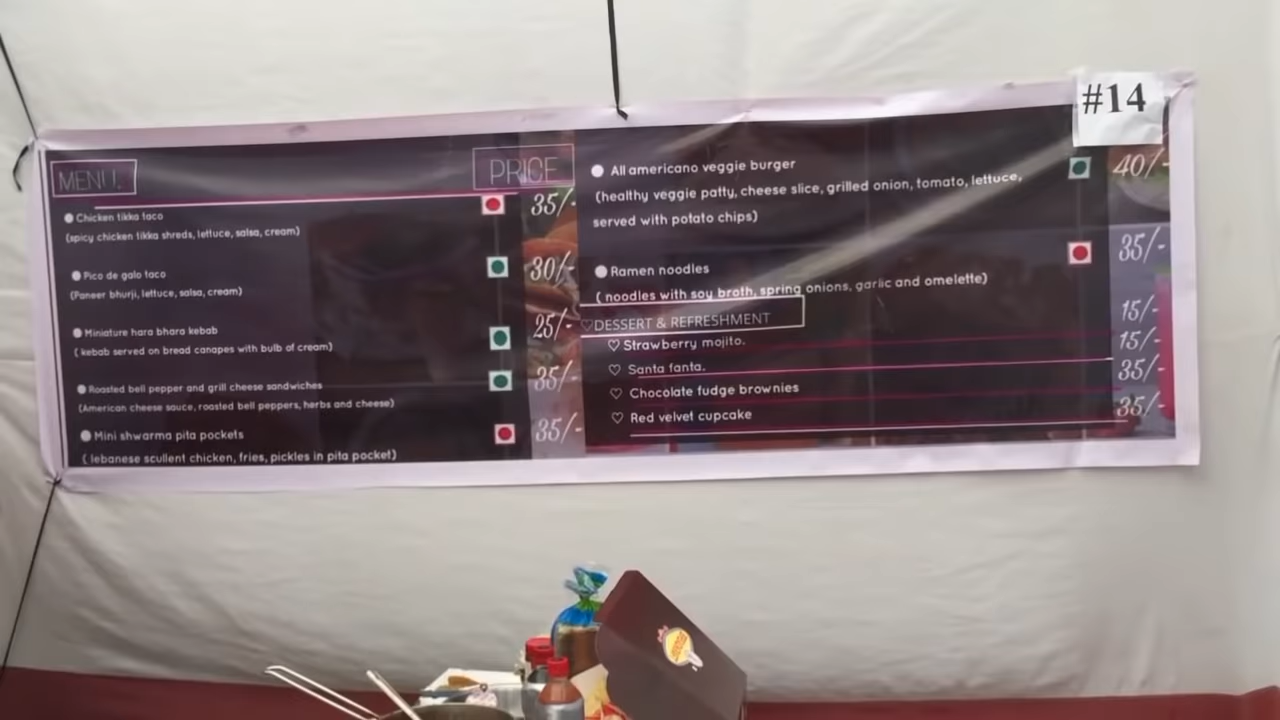 #14
MENU.
PRICE
Chicken tikka taco 35/-
(spicy chicken tikka shreds, lettuce, salsa, cream)
Pico de galo taco 30/-
(Paneer bhurji, lettuce, salsa, cream)
Miniature hara bhara kebab 25/-
( kebab served on bread canapes with bulb of cream)
Roasted bell pepper and grill cheese sandwiches 35/-
(American cheese sauce, roasted bell peppers, herbs and cheese)
Mini shwarma pita pockets 35/-
( lebanese scullent chicken, fries, pickles in pita pocket)
All americano veggie burger 40/-
(healthy veggie patty, cheese slice, grilled onion, tomato, lettuce,
served with potato chips)
Ramen noodles 35/-
( noodles with soy broth, spring onions, garlic and omelette)
DESSERT & REFRESHMENT
Strawberry mojito. 15/-
Santa fanta. 15/-
Chocolate fudge brownies 35/-
Red velvet cupcake 35/-